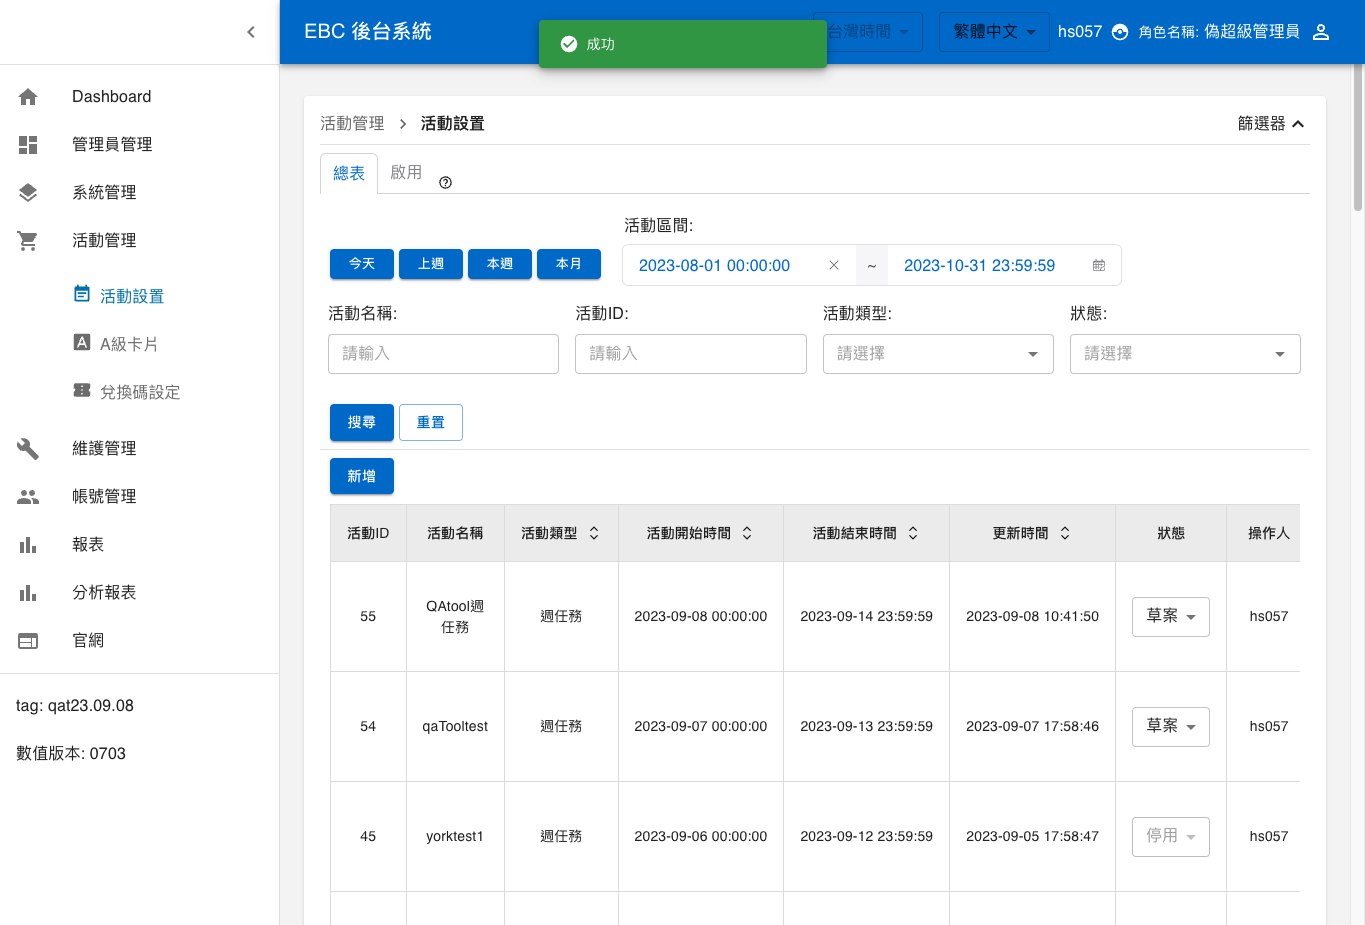 EBC 後台系統
成功
台灣時間
繁體中文
hs057
角色名稱: 偽超級管理員
Dashboard
管理員管理
系統管理
活動管理
活動設置
A級卡片
兌換碼設定
維護管理
帳號管理
報表
分析報表
官網
tag: qat23.09.08
數值版本: 0703
活動管理 > 活動設置
篩選器
總表
啟用
活動區間:
今天
上週
本週
本月
2023-08-01 00:00:00 ~ 2023-10-31 23:59:59
活動名稱:
活動ID:
活動類型:
狀態:
請輸入
請輸入
請選擇
請選擇
搜尋
重置
新增
活動ID 活動名稱 活動類型 活動開始時間 活動結束時間 更新時間 狀態 操作人
55 QAtool週任務 週任務 2023-09-08 00:00:00 2023-09-14 23:59:59 2023-09-08 10:41:50 草案 hs057
54 qaTooltest 週任務 2023-09-07 00:00:00 2023-09-13 23:59:59 2023-09-07 17:58:46 草案 hs057
45 yorktest1 週任務 2023-09-06 00:00:00 2023-09-12 23:59:59 2023-09-05 17:58:47 停用 hs057